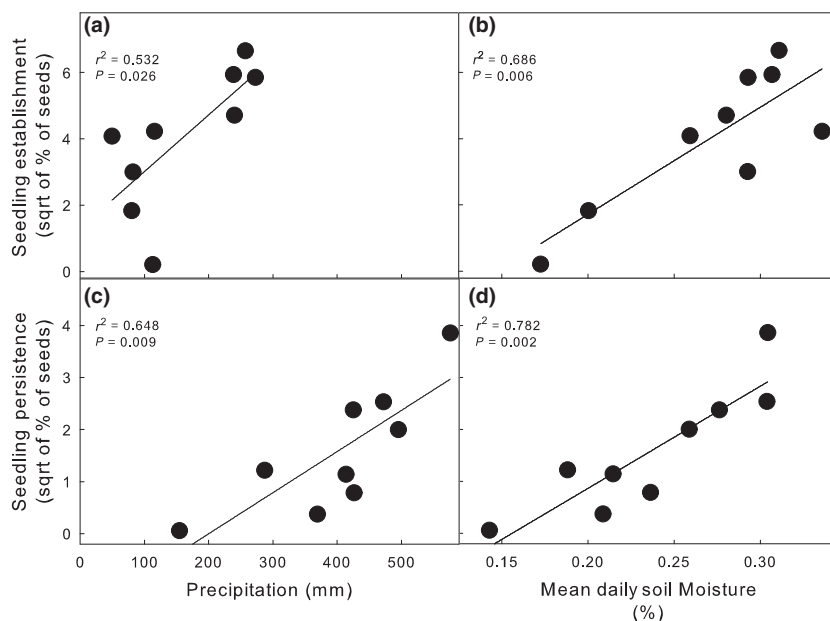 (a)
r² = 0.532
P = 0.026
(b)
r² = 0.686
P = 0.006
Seedling establishment
(sqrt of % of seeds)
6
4
2
0
(c)
r² = 0.648
P = 0.009
(d)
r² = 0.782
P = 0.002
Seedling persistence
(sqrt of % of seeds)
4
3
2
1
0
0 100 200 300 400 500
0.15 0.20 0.25 0.30
Precipitation (mm)
Mean daily soil Moisture
(%)